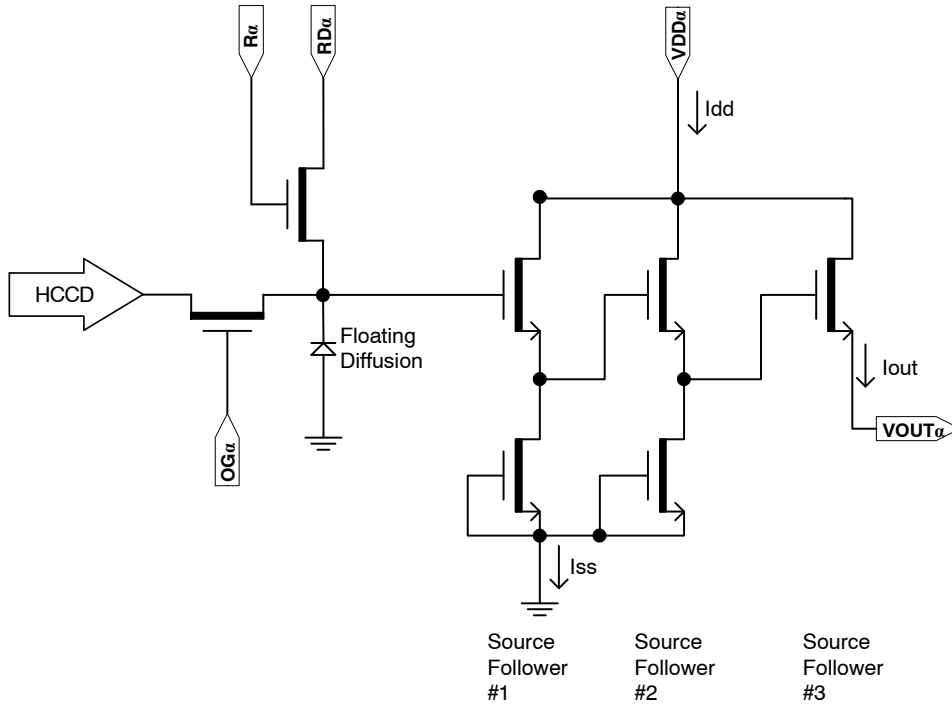 Rα
RDα
VDDα
Idd
HCCD
Floating
Diffusion
Iout
VOUTα
OGα
Iss
Source
Follower
#1
Source
Follower
#2
Source
Follower
#3